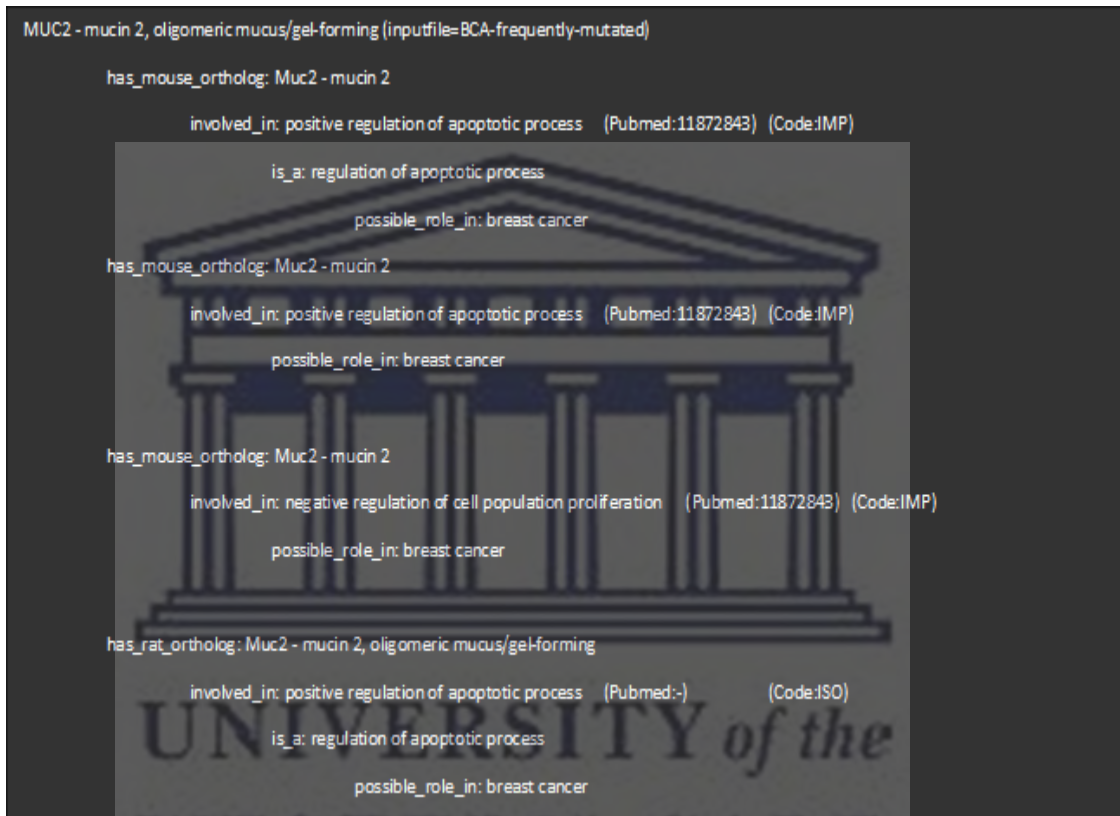 MUC2 - mucin 2, oligomeric mucus/gel-forming (inputfile=BCA-frequently-mutated)
has_mouse_ortholog: Muc2 - mucin 2
involved_in: positive regulation of apoptotic process (Pubmed:11872843) (Code:IMP)
is_a: regulation of apoptotic process
possible_role_in: breast cancer
has_mouse_ortholog: Muc2 - mucin 2
involved_in: positive regulation of apoptotic process (Pubmed:11872843) (Code:IMP)
possible_role_in: breast cancer
has_mouse_ortholog: Muc2 - mucin 2
involved_in: negative regulation of cell population proliferation (Pubmed:11872843) (Code:IMP)
possible_role_in: breast cancer
has_rat_ortholog: Muc2 - mucin 2, oligomeric mucus/gel-forming
involved_in: positive regulation of apoptotic process (Pubmed:-) (Code:ISO)
UNIVERSITY of the
is_a: regulation of apoptotic process
possible_role_in: breast cancer